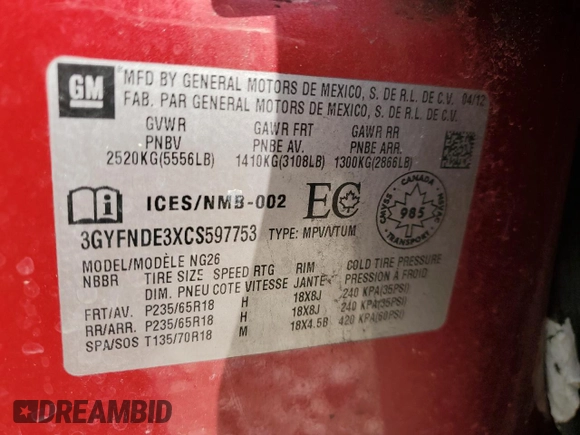 GM
MFD BY GENERAL MOTORS DE MEXICO, S. DE R.L. DE C.V. 04/12
FAB. PAR GENERAL MOTORS DE MEXICO, S. DE R.L. DE C.V.
GVWR GAWR FRT GAWR RR
PNBV PNBE AV. PNBE ARR.
2520KG(5556LB) 1410KG(3108LB) 1300KG(2866LB)
ICES/NMB-002 EC
CANADA
CMVSS NSVAC
985
TRANSPORT
3GYFNDE3XCS597753 TYPE: MPV/VTUM
MODEL/MODÈLE NG26
NBBR TIRE SIZE SPEED RTG RIM COLD TIRE PRESSURE
DIM. PNEU COTE VITESSE JANTE PRESSION A FROID
FRT/AV. P235/65R18 H 18X8J 240 KPA(35PSI)
RR/ARR. P235/65R18 H 18X8J 240 KPA(35PSI)
SPA/SOS T135/70R18 M 18X4.5B 420 KPA(60PSI)
DREAMBID